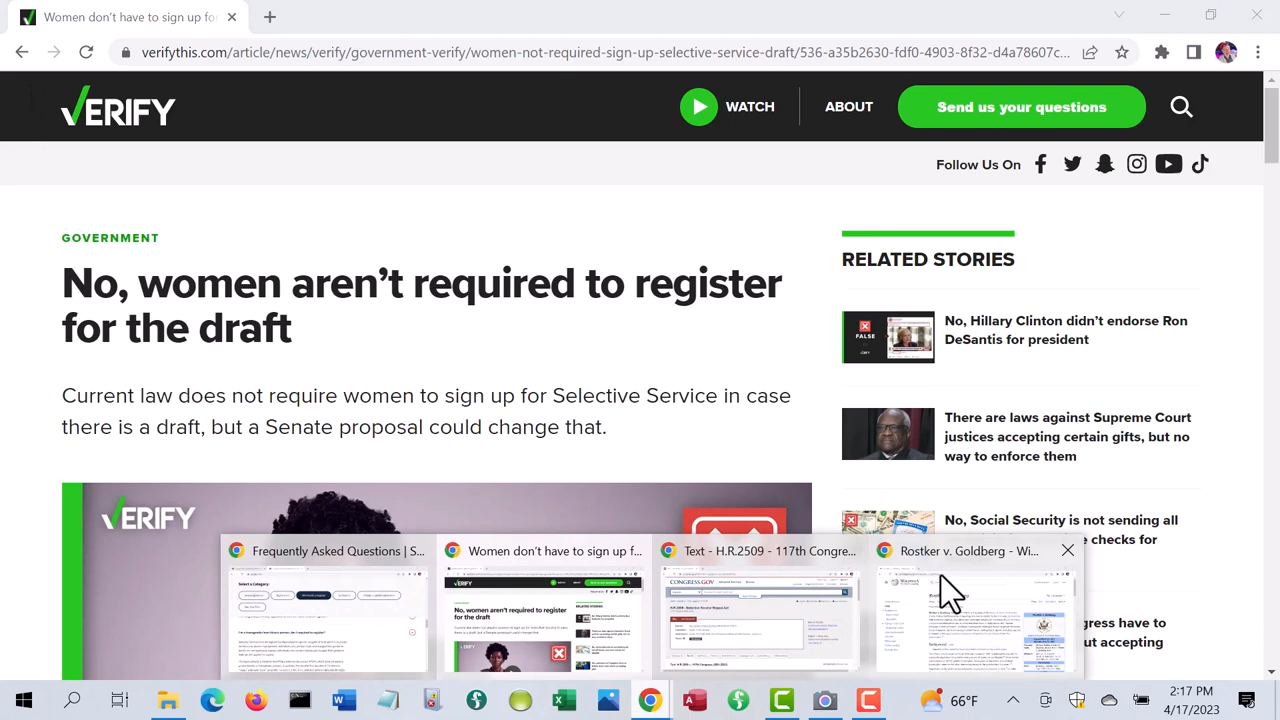 Women don't have to sign up for
verifythis.com/article/news/verify/government-verify/women-not-required-sign-up-selective-service-draft/536-a35b2630-fdf0-4903-8f32-d4a78607c...
VERIFY
WATCH
ABOUT
Send us your questions
Follow Us On
GOVERNMENT
No, women aren't required to register
for the draft
Current law does not require women to sign up for Selective Service in case
there is a draft, but a Senate proposal could change that.
VERIFY
RELATED STORIES
No, Hillary Clinton didn't endorse Ron
DeSantis for president
FALSE
There are laws against Supreme Court
justices accepting certain gifts, but no
way to enforce them
No, Social Security is not sending all
checks for
gress have to
ut accepting
Frequently Asked Questions | S...
Women don't have to sign up f...
No, women aren't required to register
for the draft
Text - H.R.2509 - 117th Congre...
CONGRESS.GOV
Rostker v. Goldberg - Wi...
66°F
2:17 PM
4/17/2023